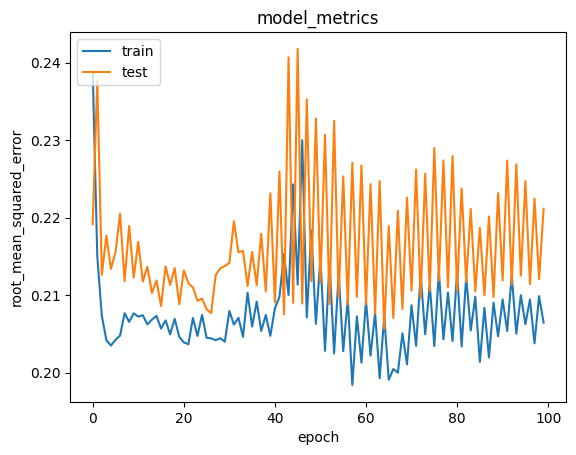 model_metrics
train
test
root_mean_squared_error
0.24
0.23
0.22
0.21
0.20
0 20 40 60 80 100
epoch